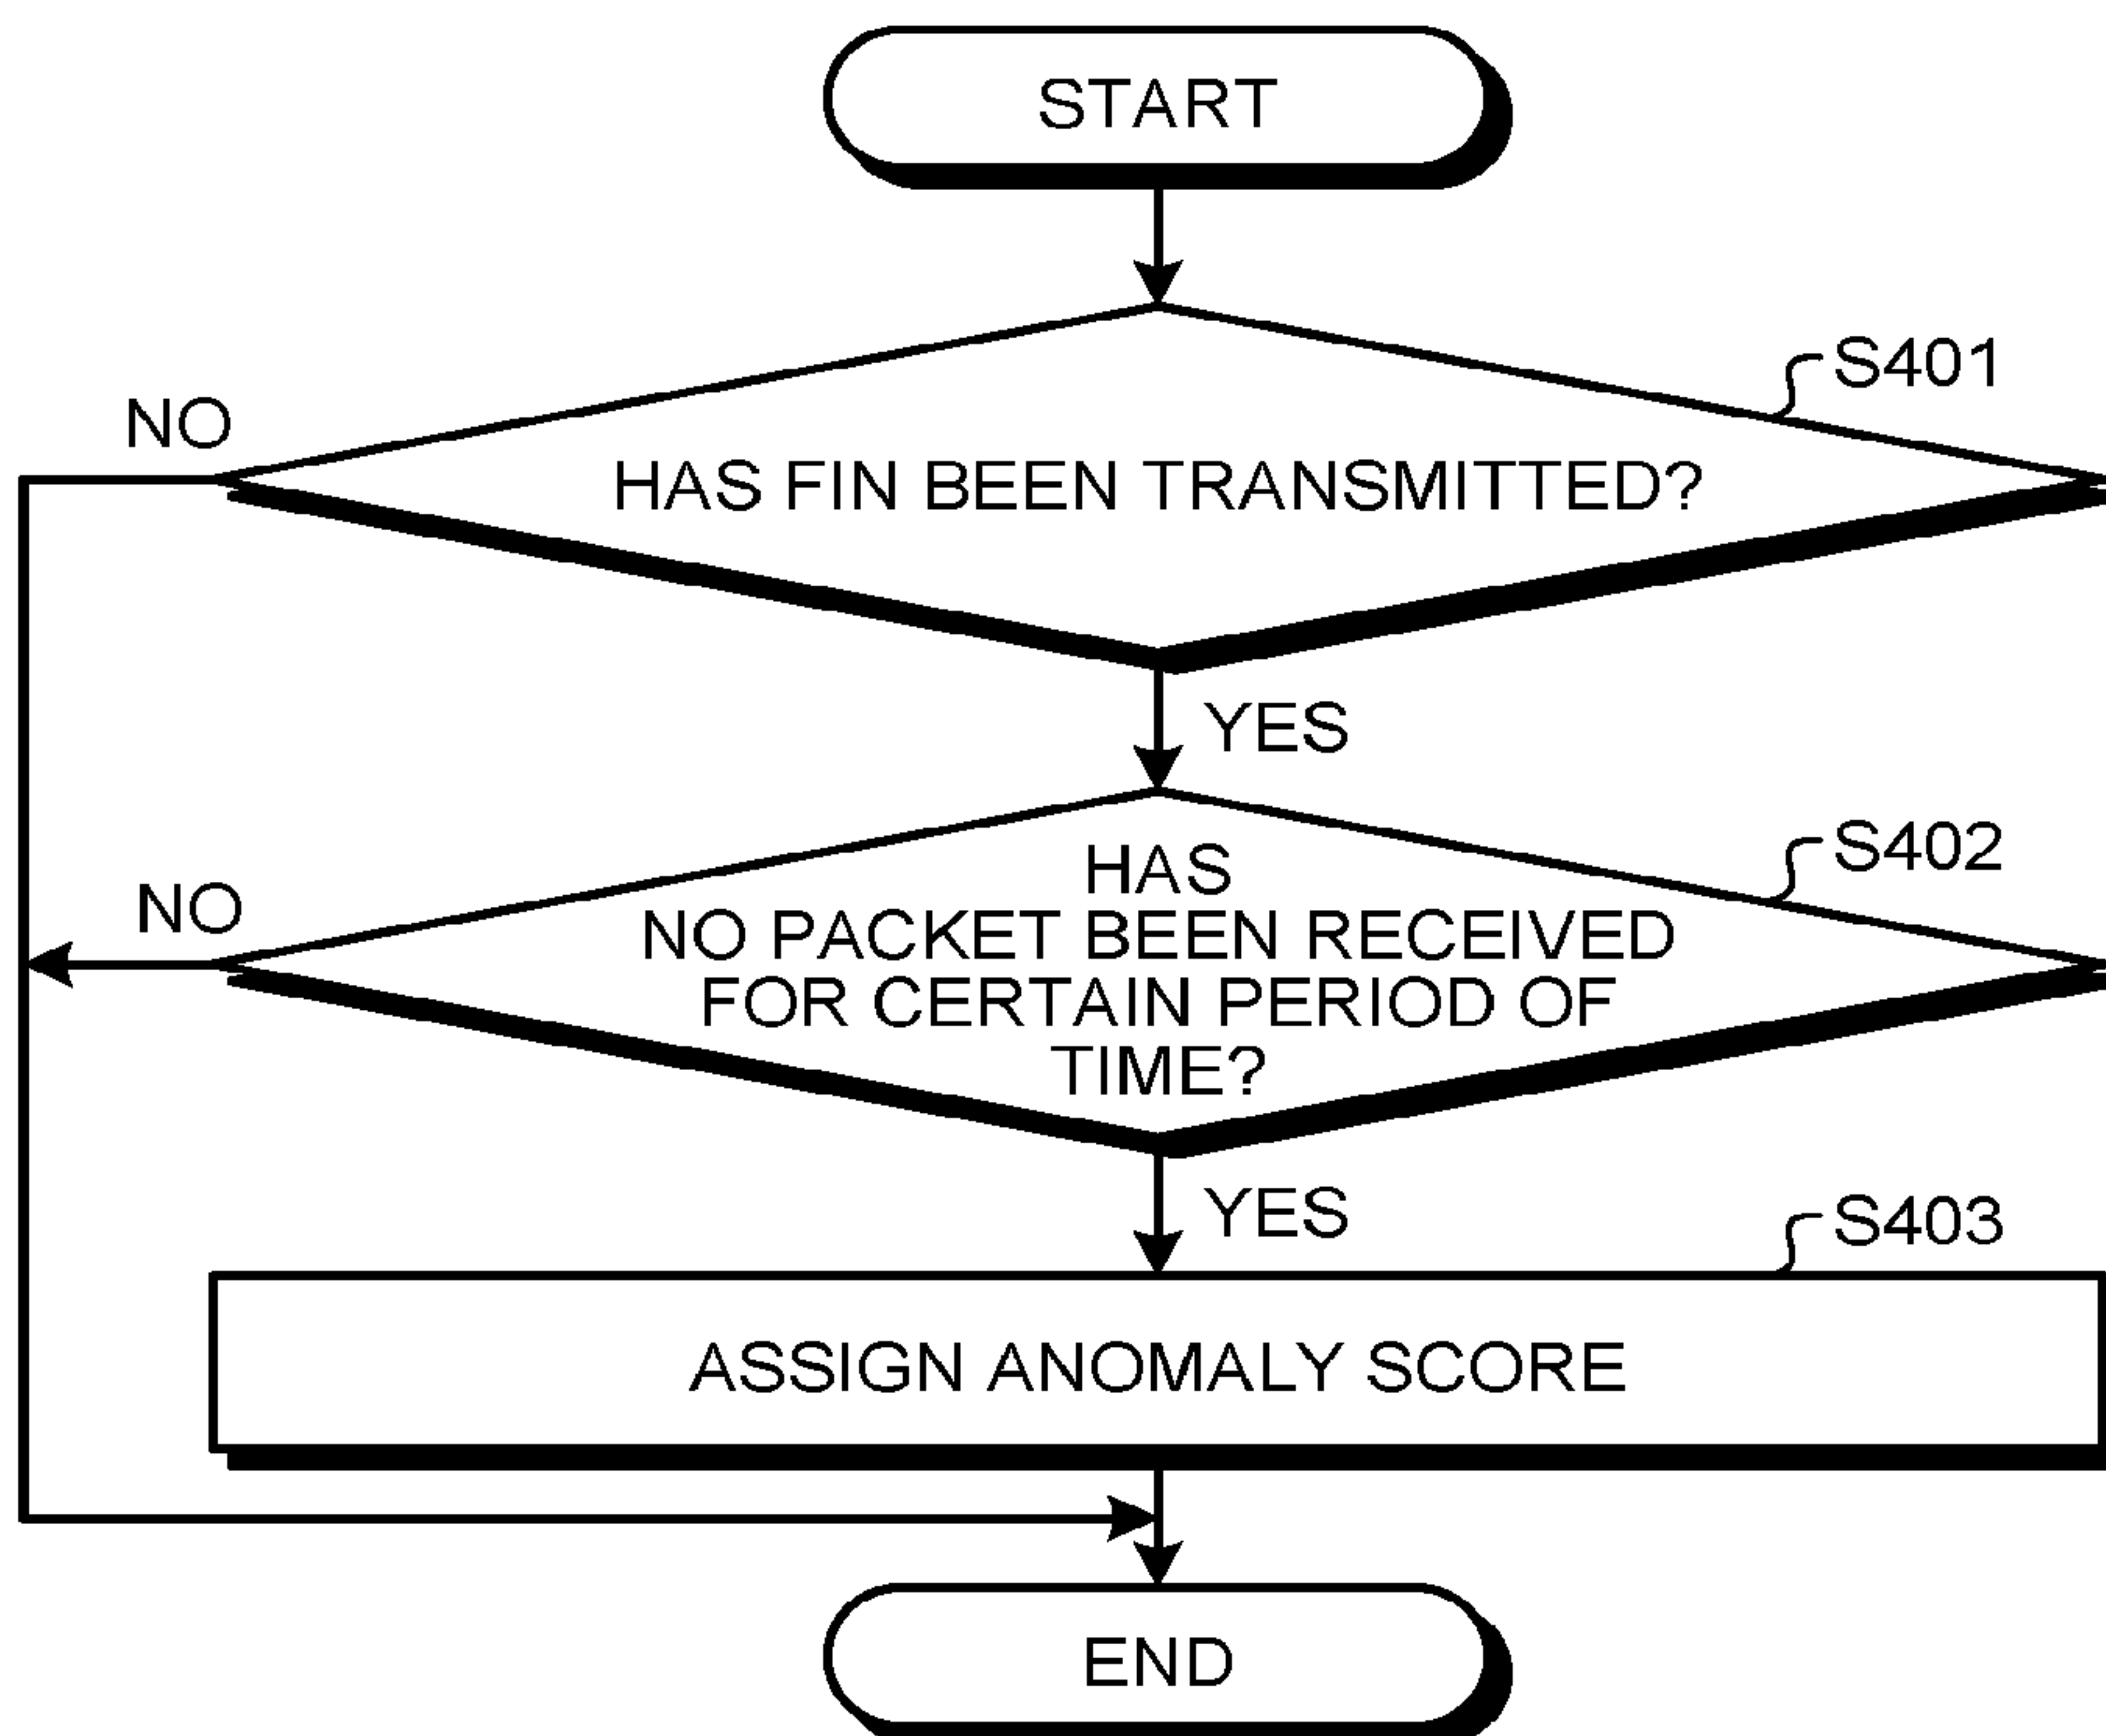 START
S401
NO
HAS FIN BEEN TRANSMITTED?
YES
S402
HAS
NO
NO PACKET BEEN RECEIVED
FOR CERTAIN PERIOD OF
TIME?
YES
S403
ASSIGN ANOMALY SCORE
END